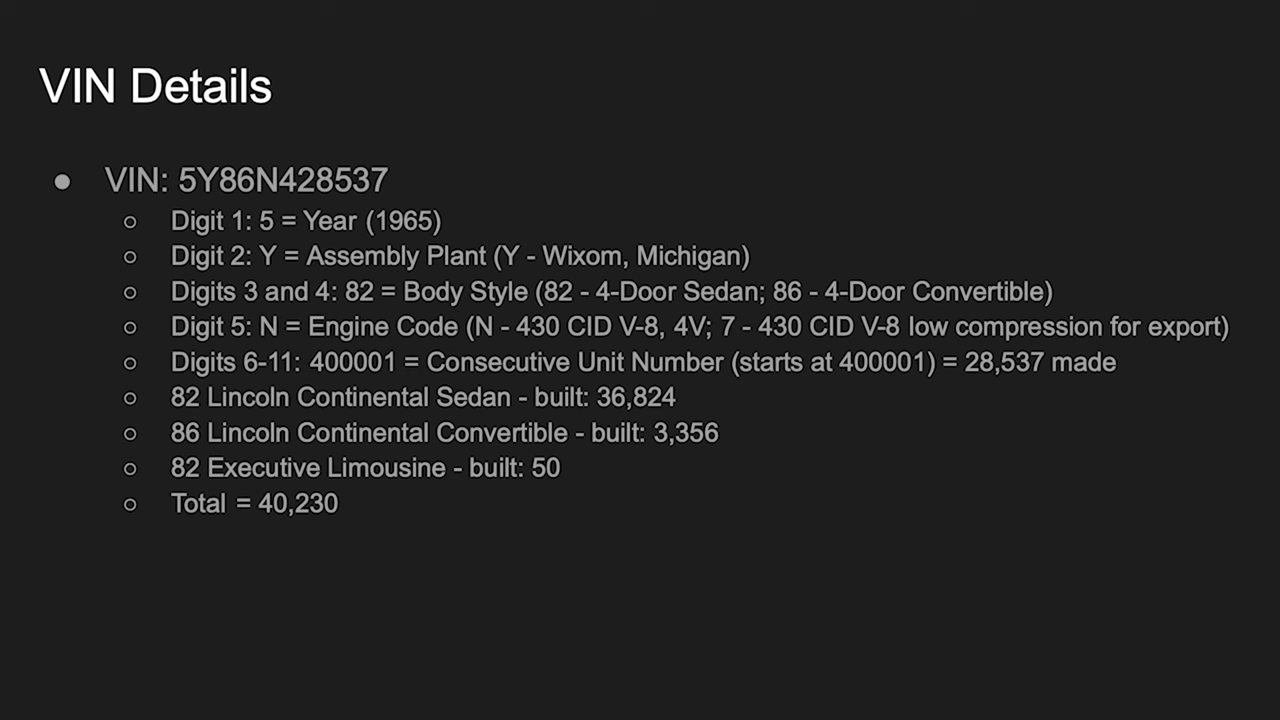 VIN Details
● VIN: 5Y86N428537
○ Digit 1: 5 = Year (1965)
○ Digit 2: Y = Assembly Plant (Y - Wixom, Michigan)
○ Digits 3 and 4: 82 = Body Style (82 - 4-Door Sedan; 86 - 4-Door Convertible)
○ Digit 5: N = Engine Code (N - 430 CID V-8, 4V; 7 - 430 CID V-8 low compression for export)
○ Digits 6-11: 400001 = Consecutive Unit Number (starts at 400001) = 28,537 made
○ 82 Lincoln Continental Sedan - built: 36,824
○ 86 Lincoln Continental Convertible - built: 3,356
○ 82 Executive Limousine - built: 50
○ Total = 40,230